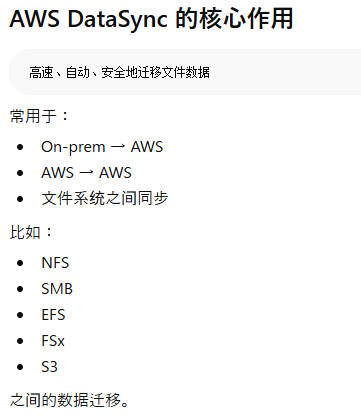 AWS DataSync 的核心作用
高速、自动、安全地迁移文件数据
常用于：
• On-prem → AWS
• AWS → AWS
• 文件系统之间同步
比如：
• NFS
• SMB
• EFS
• FSx
• S3
之间的数据迁移。